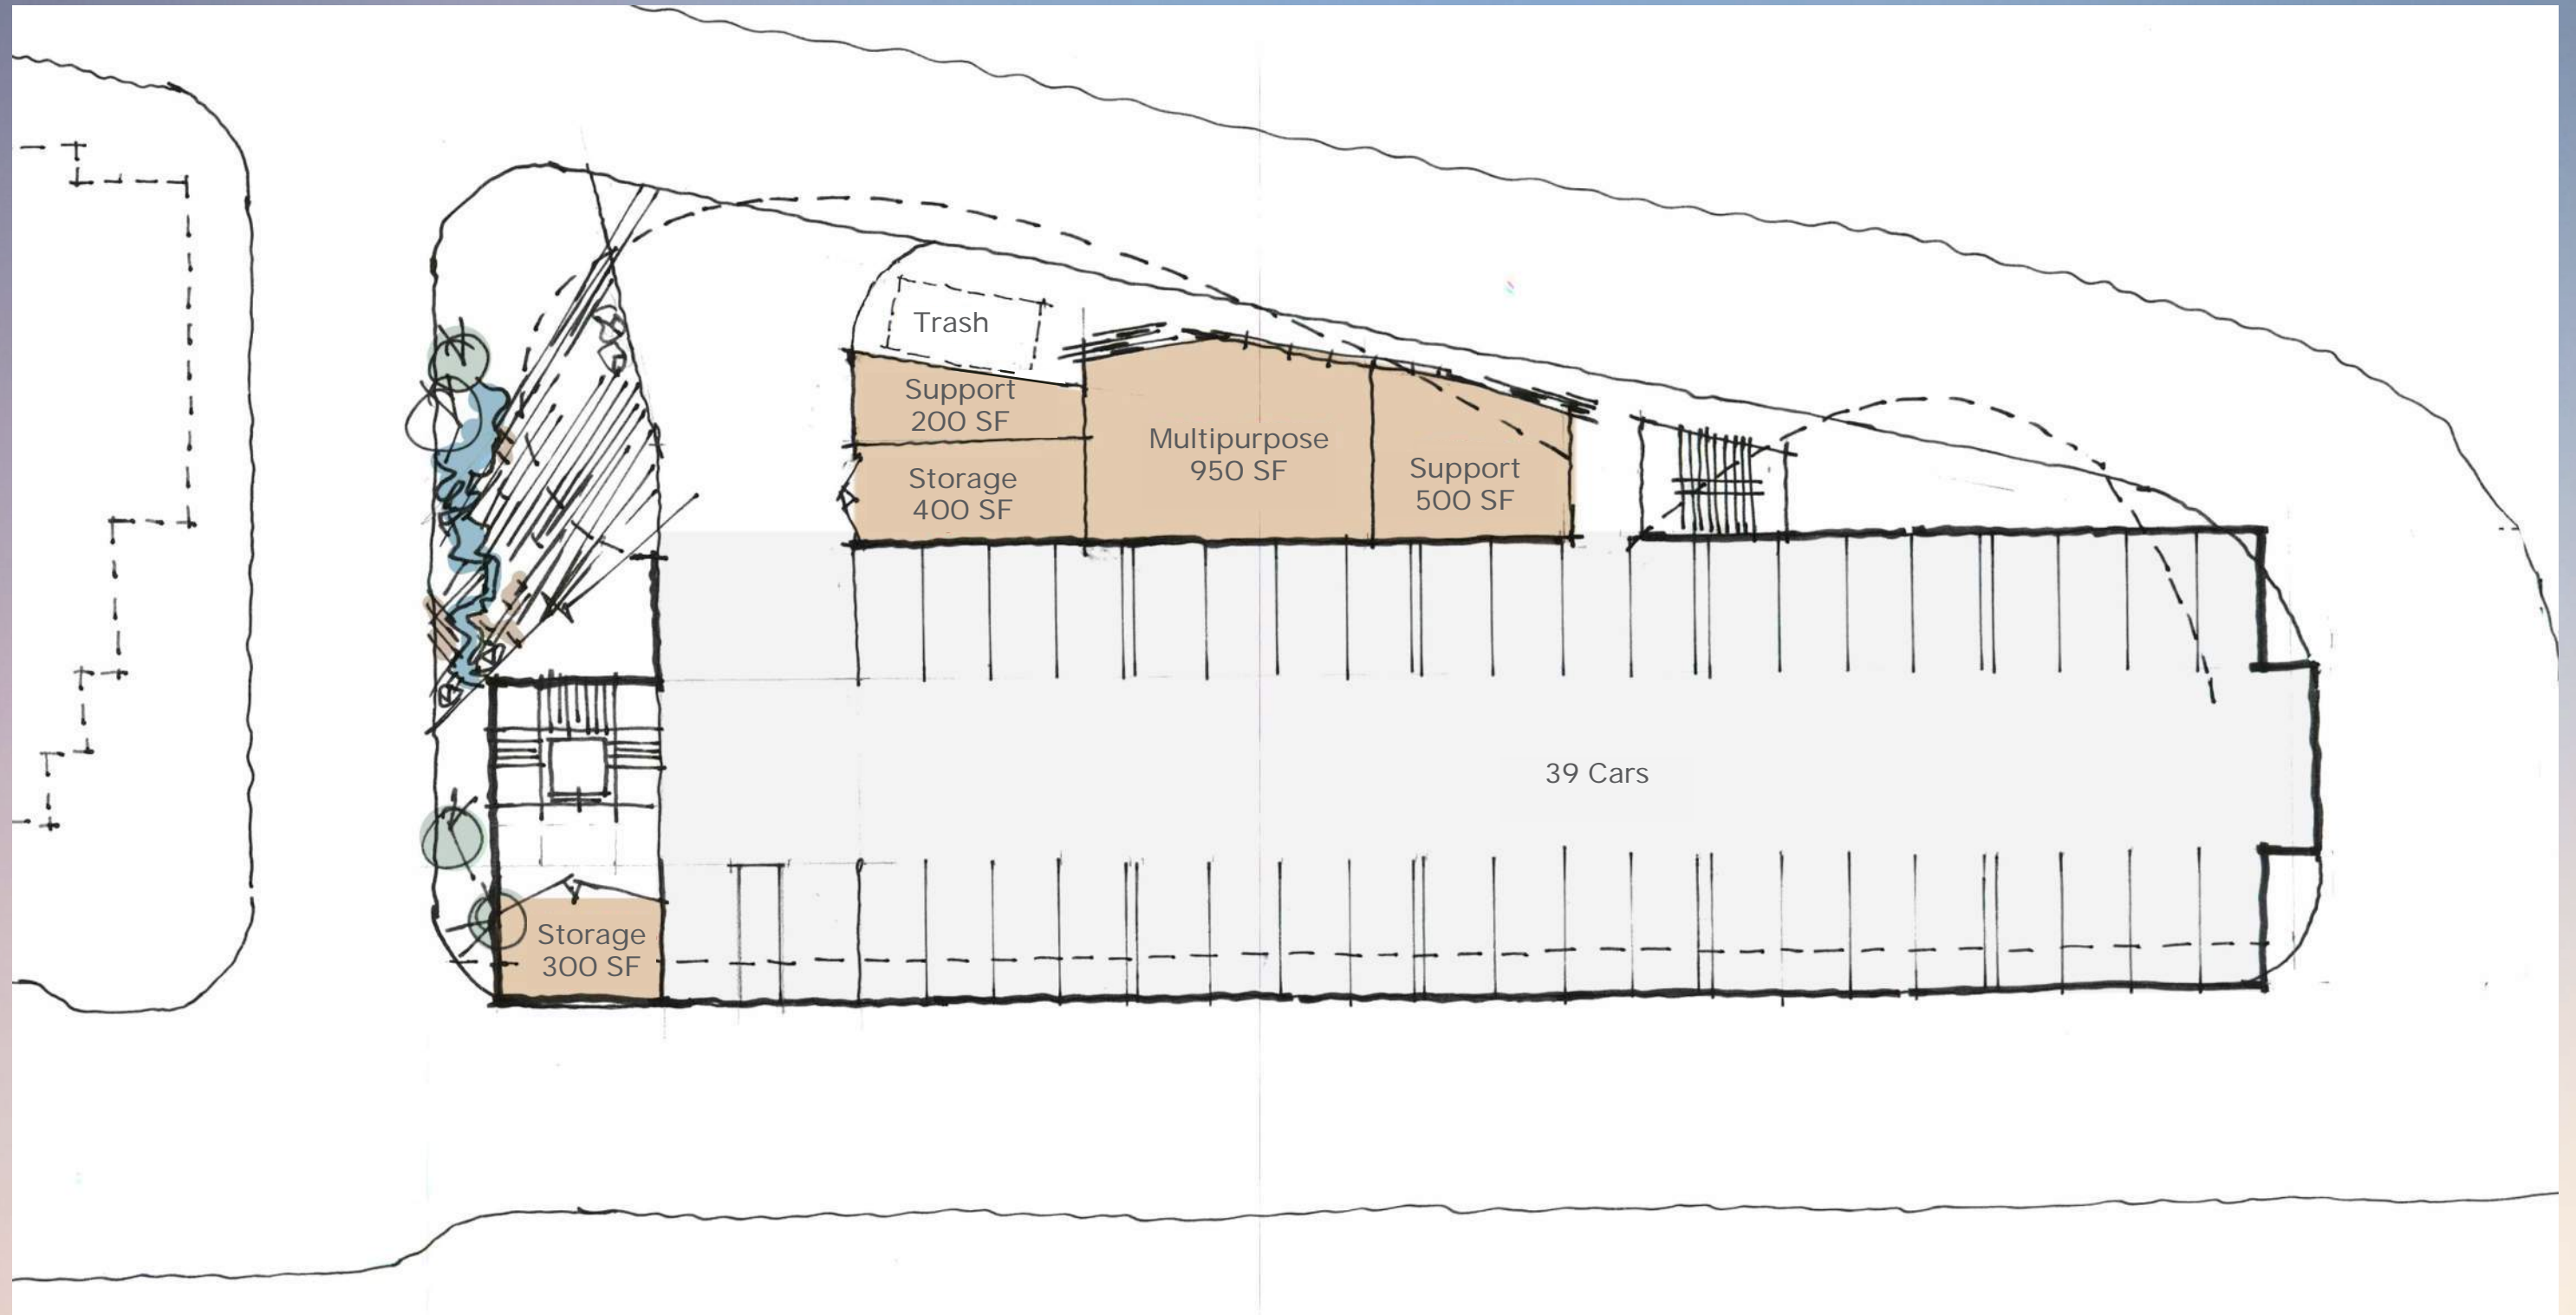 Trash
Support
200 SF
Storage
400 SF
Multipurpose
950 SF
Support
500 SF
39 Cars
Storage
300 SF